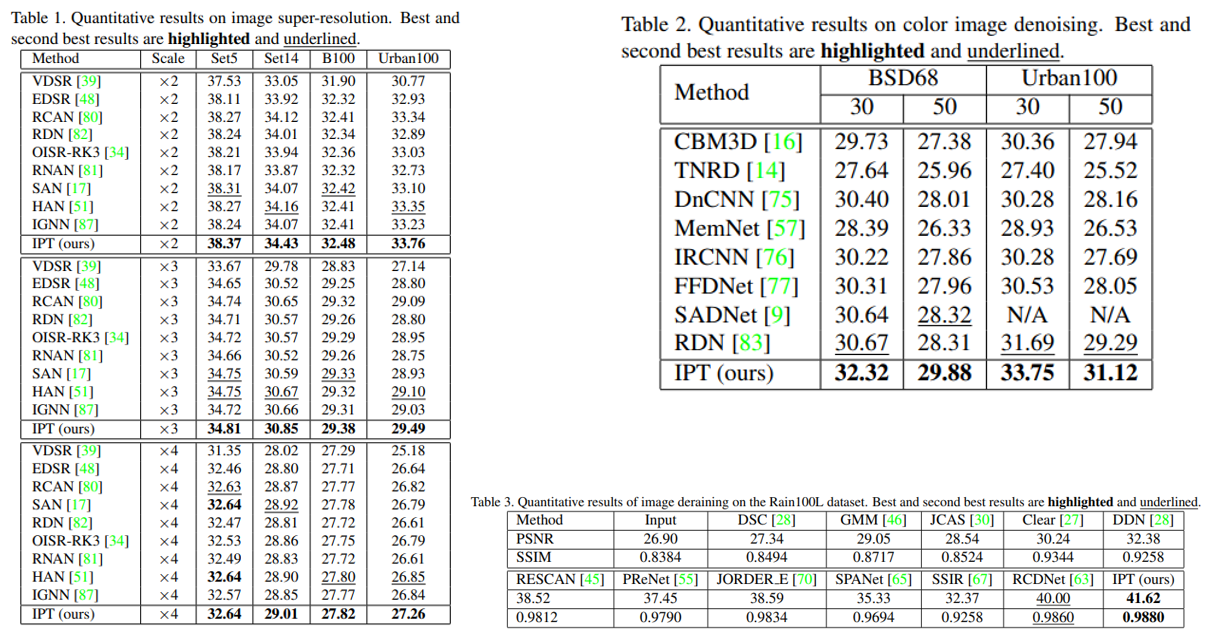 Table 1. Quantitative results on image super-resolution. Best and
second best results are highlighted and underlined.
Method Scale Set5 Set14 B100 Urban100
VDSR [39] ×2 37.53 33.05 31.90 30.77
EDSR [48] ×2 38.11 33.92 32.32 32.93
RCAN [80] ×2 38.27 34.12 32.41 33.34
RDN [82] ×2 38.24 34.01 32.34 32.89
OISR-RK3 [34] ×2 38.21 33.94 32.36 33.03
RNAN [81] ×2 38.17 33.87 32.32 32.73
SAN [17] ×2 38.31 34.07 32.42 33.10
HAN [51] ×2 38.27 34.16 32.41 33.35
IGNN [87] ×2 38.24 34.07 32.41 33.23
IPT (ours) ×2 38.37 34.43 32.48 33.76
VDSR [39] ×3 33.67 29.78 28.83 27.14
EDSR [48] ×3 34.65 30.52 29.25 28.80
RCAN [80] ×3 34.74 30.65 29.32 29.09
RDN [82] ×3 34.71 30.57 29.26 28.80
OISR-RK3 [34] ×3 34.72 30.57 29.29 28.95
RNAN [81] ×3 34.66 30.52 29.26 28.75
SAN [17] ×3 34.75 30.59 29.33 28.93
HAN [51] ×3 34.75 30.67 29.32 29.10
IGNN [87] ×3 34.72 30.66 29.31 29.03
IPT (ours) ×3 34.81 30.85 29.38 29.49
VDSR [39] ×4 31.35 28.02 27.29 25.18
EDSR [48] ×4 32.46 28.80 27.71 26.64
RCAN [80] ×4 32.63 28.87 27.77 26.82
SAN [17] ×4 32.64 28.92 27.78 26.79
RDN [82] ×4 32.47 28.81 27.72 26.61
OISR-RK3 [34] ×4 32.53 28.86 27.75 26.79
RNAN [81] ×4 32.49 28.83 27.72 26.61
HAN [51] ×4 32.64 28.90 27.80 26.85
IGNN [87] ×4 32.57 28.85 27.77 26.84
IPT (ours) ×4 32.64 29.01 27.82 27.26
Table 2. Quantitative results on color image denoising. Best and
second best results are highlighted and underlined.
Method BSD68 Urban100
30 50 30 50
CBM3D [16] 29.73 27.38 30.36 27.94
TNRD [14] 27.64 25.96 27.40 25.52
DnCNN [75] 30.40 28.01 30.28 28.16
MemNet [57] 28.39 26.33 28.93 26.53
IRCNN [76] 30.22 27.86 30.28 27.69
FFDNet [77] 30.31 27.96 30.53 28.05
SADNet [9] 30.64 28.32 N/A N/A
RDN [83] 30.67 28.31 31.69 29.29
IPT (ours) 32.32 29.88 33.75 31.12
Table 3. Quantitative results of image deraining on the Rain100L dataset. Best and second best results are highlighted and underlined.
Method Input DSC [28] GMM [46] JCAS [30] Clear [27] DDN [28]
PSNR 26.90 27.34 29.05 28.54 30.24 32.38
SSIM 0.8384 0.8494 0.8717 0.8524 0.9344 0.9258
RESCAN [45] PReNet [55] JORDER_E [70] SPANet [65] SSIR [67] RCDNet [63] IPT (ours)
38.52 37.45 38.59 35.33 32.37 40.00 41.62
0.9812 0.9790 0.9834 0.9694 0.9258 0.9860 0.9880